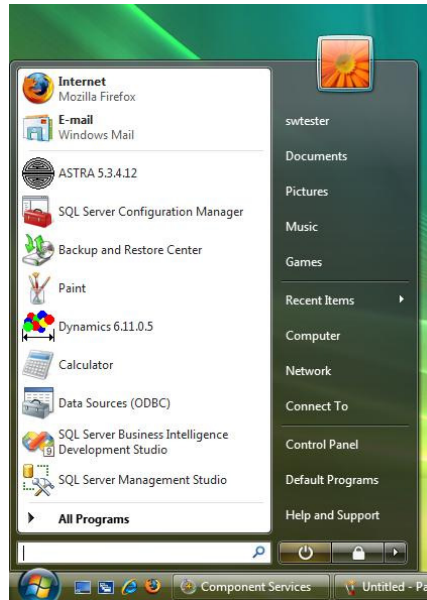 Internet
Mozilla Firefox
E-mail
Windows Mail
ASTRA 5.3.4.12
SQL Server Configuration Manager
Backup and Restore Center
Paint
Dynamics 6.11.0.5
Calculator
Data Sources (ODBC)
9
SQL Server Business Intelligence
Development Studio
SQL Server Management Studio
All Programs
swtester
Documents
Pictures
Music
Games
Recent Items
Computer
Network
Connect To
Control Panel
Default Programs
Help and Support
Component Services
Untitled - Pa